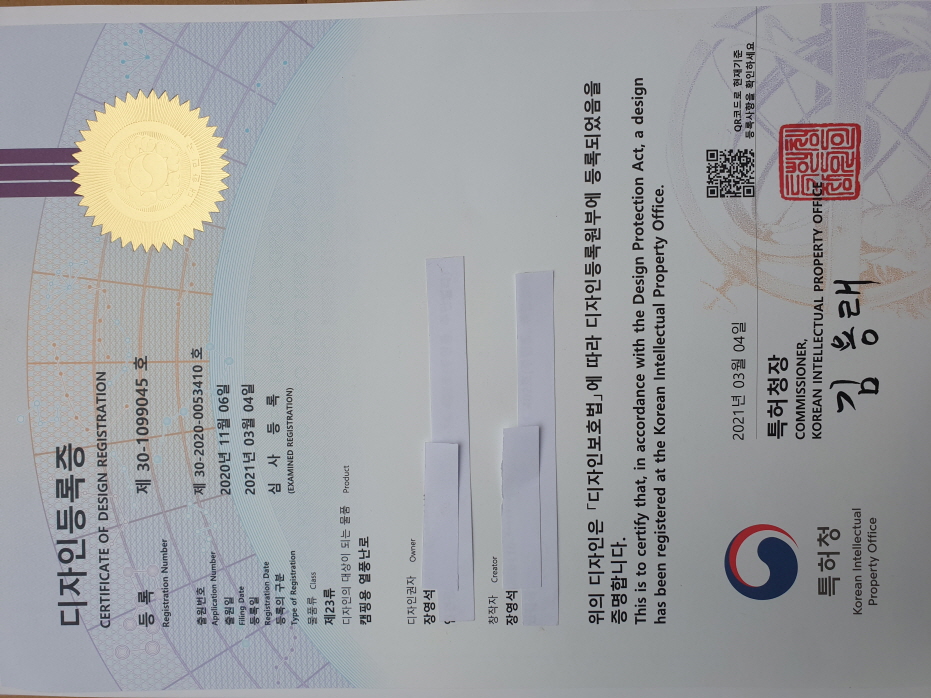 디자인등록증
CERTIFICATE OF DESIGN REGISTRATION
등 록 제 30-1099045 호
Registration Number
출원번호 제 30-2020-0053410 호
Application Number
출원일 2020년 11월 06일
Filing Date
등록일 2021년 03월 04일
Registration Date
등록의 구분 심 사 등 록
Type of Registration (EXAMINED REGISTRATION)
물품류 Class
제23류
디자인의 대상이 되는 물품 Product
캠핑용 열풍난로
디자인권자 Owner
장영석
창작자 Creator
장영석
위의 디자인은 「디자인보호법」에 따라 디자인등록원부에 등록되었음을
증명합니다.
This is to certify that, in accordance with the Design Protection Act, a design
has been registered at the Korean Intellectual Property Office.
특허청
Korean Intellectual
Property Office
2021년 03월 04일
특허청장
COMMISSIONER,
KOREAN INTELLECTUAL PROPERTY OFFICE
김용래
QR코드로 현재기준
등록사항을 확인하세요